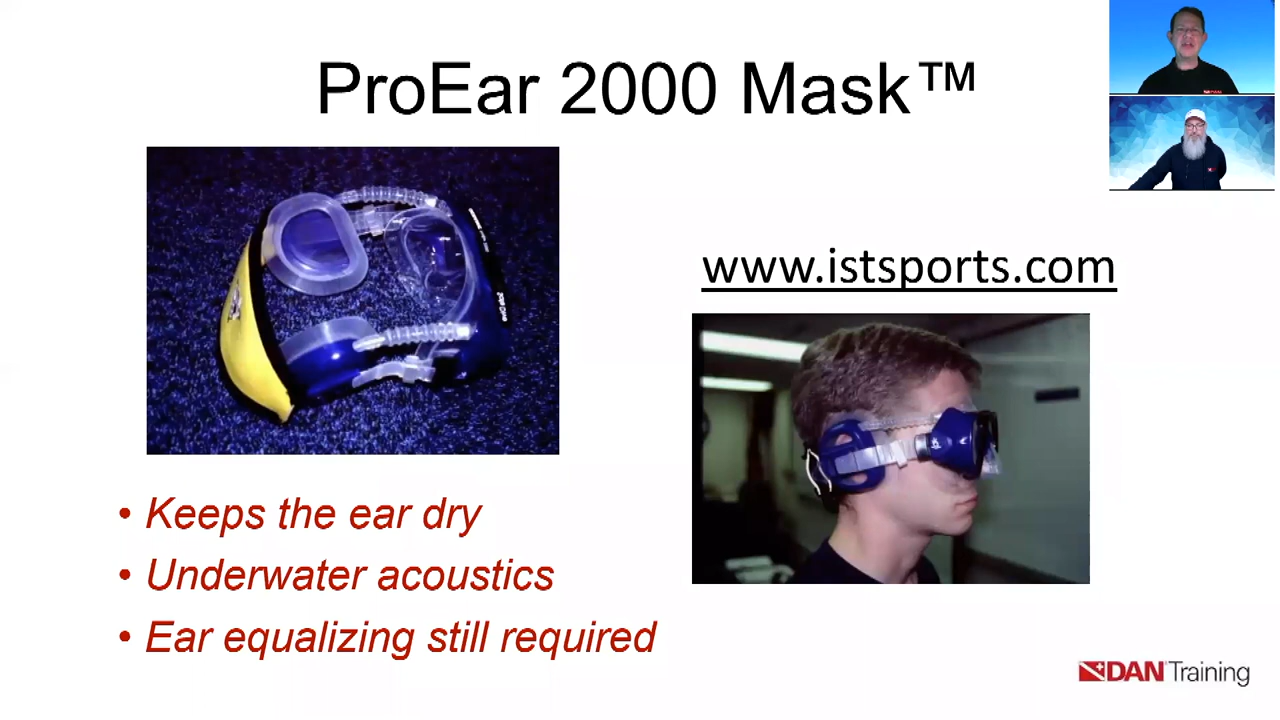 ProEar 2000 Mask™
www.istsports.com
• Keeps the ear dry
• Underwater acoustics
• Ear equalizing still required
DAN Training